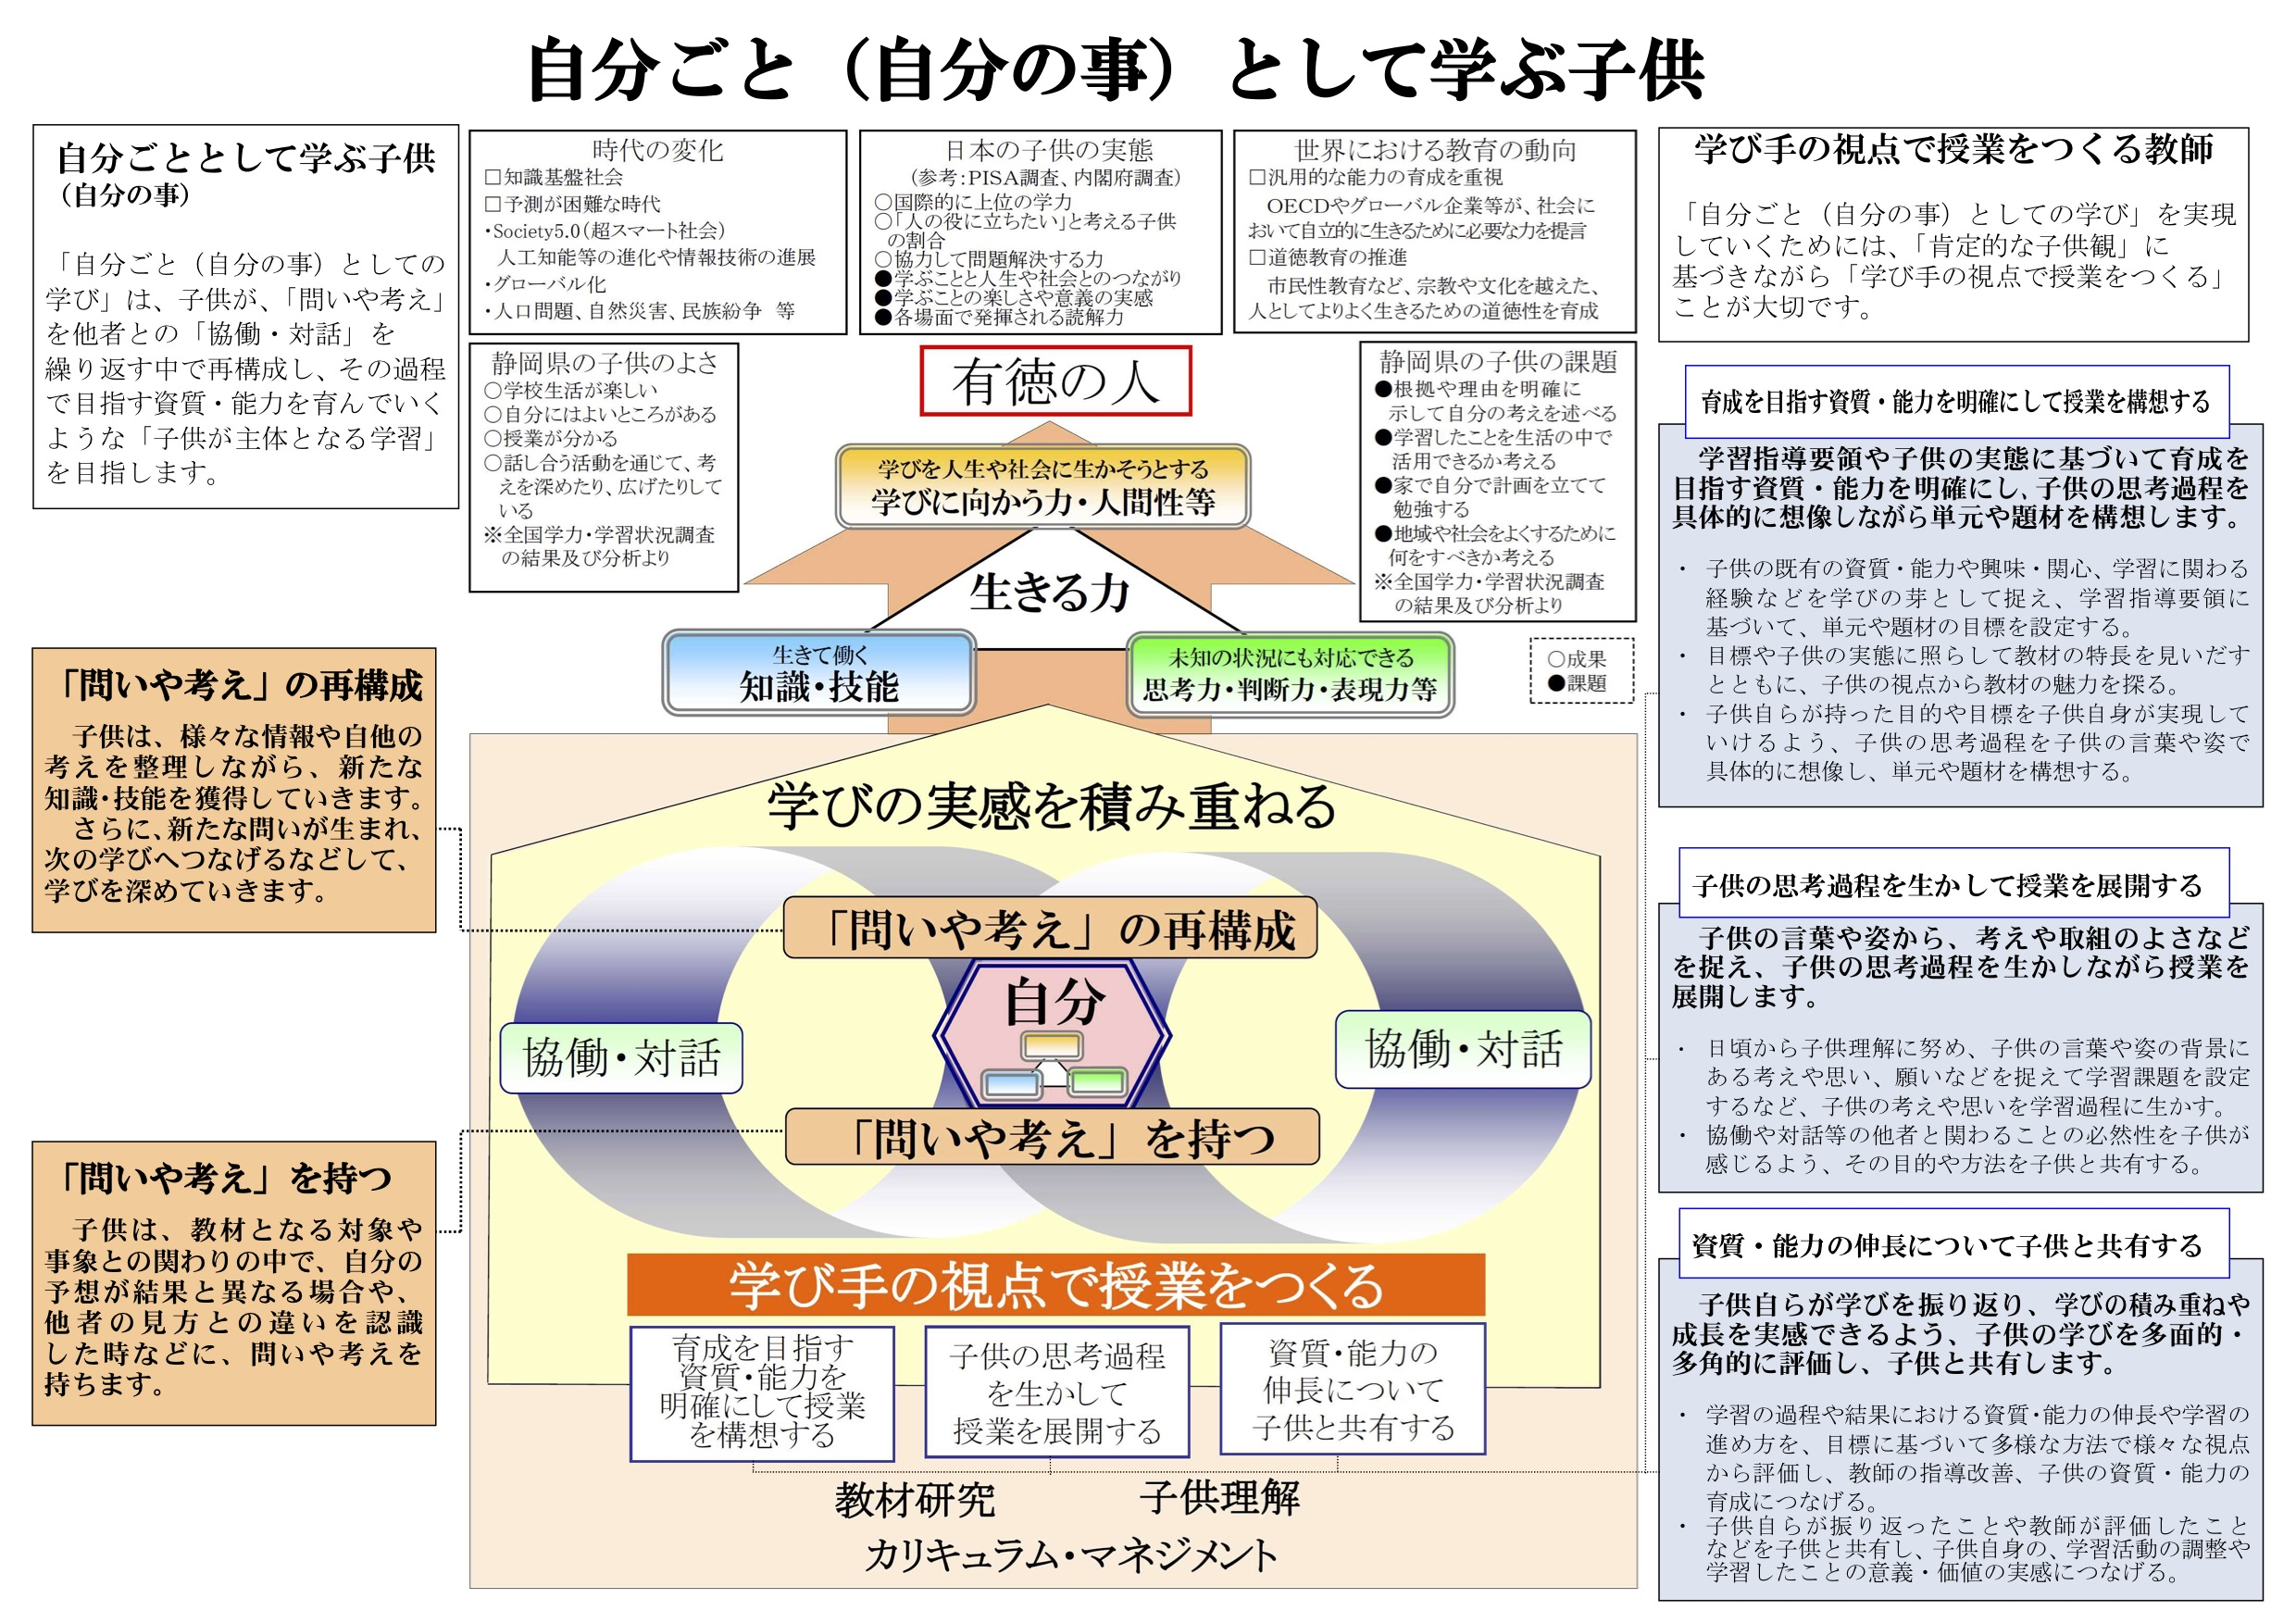 自分ごと（自分の事）として学ぶ子供
自分ごととして学ぶ子供
（自分の事）
「自分ごと（自分の事）としての
学び」は、子供が、「問いや考え」
を他者との「協働・対話」を
繰り返す中で再構成し、その過程
で目指す資質・能力を育んでいく
ような「子供が主体となる学習」
を目指します。
時代の変化
□知識基盤社会
□予測が困難な時代
・Society5.0（超スマート社会）
人工知能等の進化や情報技術の進展
・グローバル化
・人口問題、自然災害、民族紛争 等
日本の子供の実態
（参考：PISA調査、内閣府調査）
○国際的に上位の学力
○「人の役に立ちたい」と考える子供
の割合
○協力して問題解決する力
●学ぶことと人生や社会とのつながり
●学ぶことの楽しさや意義の実感
●各場面で発揮される読解力
世界における教育の動向
□汎用的な能力の育成を重視
OECDやグローバル企業等が、社会に
おいて自立的に生きるために必要な力を提言
□道徳教育の推進
市民性教育など、宗教や文化を越えた、
人としてよりよく生きるための道徳性を育成
学び手の視点で授業をつくる教師
「自分ごと（自分の事）としての学び」を実現
していくためには、「肯定的な子供観」に
基づきながら「学び手の視点で授業をつくる」
ことが大切です。
静岡県の子供のよさ
○学校生活が楽しい
○自分にはよいところがある
○授業が分かる
○話し合う活動を通じて、考
えを深めたり、広げたりして
いる
※全国学力・学習状況調査
の結果及び分析より
有徳の人
学びを人生や社会に生かそうとする
学びに向かう力・人間性等
生きる力
生きて働く
知識・技能
未知の状況にも対応できる
思考力・判断力・表現力等
静岡県の子供の課題
●根拠や理由を明確に
示して自分の考えを述べる
●学習したことを生活の中で
活用できるか考える
●家で自分で計画を立てて
勉強する
●地域や社会をよくするために
何をすべきか考える
※全国学力・学習状況調査
の結果及び分析より
○成果
●課題
「問いや考え」の再構成
子供は、様々な情報や自他の
考えを整理しながら、新たな
知識・技能を獲得していきます。
さらに、新たな問いが生まれ、
次の学びへつなげるなどして、
学びを深めていきます。
「問いや考え」を持つ
子供は、教材となる対象や
事象との関わりの中で、自分の
予想が結果と異なる場合や、
他者の見方との違いを認識
した時などに、問いや考えを
持ちます。
学びの実感を積み重ねる
「問いや考え」の再構成
自分
協働・対話
協働・対話
「問いや考え」を持つ
学び手の視点で授業をつくる
育成を目指す
資質・能力を
明確にして授業
を構想する
子供の思考過程
を生かして
授業を展開する
資質・能力の
伸長について
子供と共有する
教材研究 子供理解
カリキュラム・マネジメント
育成を目指す資質・能力を明確にして授業を構想する
学習指導要領や子供の実態に基づいて育成を
目指す資質・能力を明確にし、子供の思考過程を
具体的に想像しながら単元や題材を構想します。
・ 子供の既有の資質・能力や興味・関心、学習に関わる
経験などを学びの芽として捉え、学習指導要領に
基づいて、単元や題材の目標を設定する。
・ 目標や子供の実態に照らして教材の特長を見いだす
とともに、子供の視点から教材の魅力を探る。
・ 子供自らが持った目的や目標を子供自身が実現して
いけるよう、子供の思考過程を子供の言葉や姿で
具体的に想像し、単元や題材を構想する。
子供の思考過程を生かして授業を展開する
子供の言葉や姿から、考えや取組のよさなど
を捉え、子供の思考過程を生かしながら授業を
展開します。
・ 日頃から子供理解に努め、子供の言葉や姿の背景に
ある考えや思い、願いなどを捉えて学習課題を設定
するなど、子供の考えや思いを学習過程に生かす。
・ 協働や対話等の他者と関わることの必然性を子供が
感じるよう、その目的や方法を子供と共有する。
資質・能力の伸長について子供と共有する
子供自らが学びを振り返り、学びの積み重ねや
成長を実感できるよう、子供の学びを多面的・
多角的に評価し、子供と共有します。
・ 学習の過程や結果における資質・能力の伸長や学習の
進め方を、目標に基づいて多様な方法で様々な視点
から評価し、教師の指導改善、子供の資質・能力の
育成につなげる。
・ 子供自らが振り返ったことや教師が評価したこと
などを子供と共有し、子供自身の、学習活動の調整や
学習したことの意義・価値の実感につなげる。